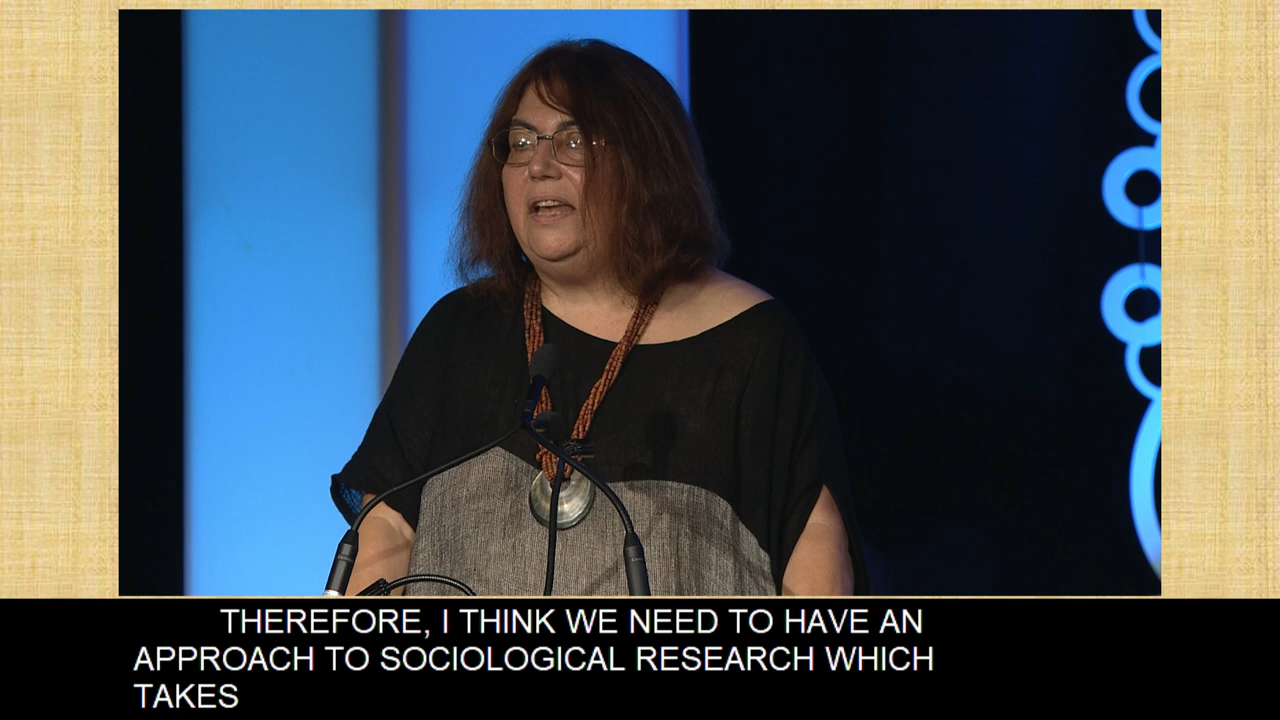 THEREFORE, I THINK WE NEED TO HAVE AN
APPROACH TO SOCIOLOGICAL RESEARCH WHICH
TAKES